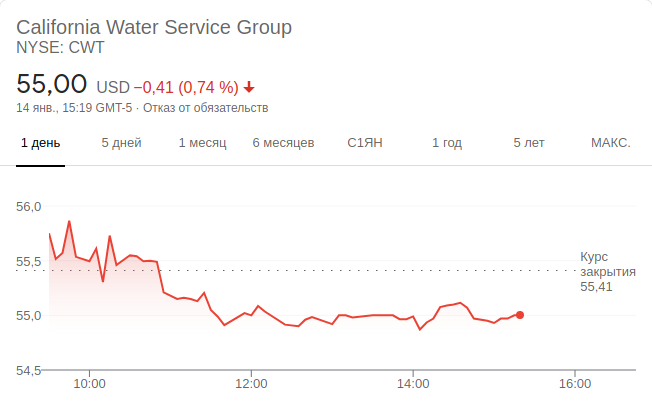 California Water Service Group
NYSE: CWT
55,00 USD −0,41 (0,74 %)
14 янв., 15:19 GMT-5 · Отказ от обязательств
1 день 5 дней 1 месяц 6 месяцев С1ЯН 1 год 5 лет МАКС.
56,0
55,5
Курс
закрытия
55,41
55,0
54,5
10:00 12:00 14:00 16:00